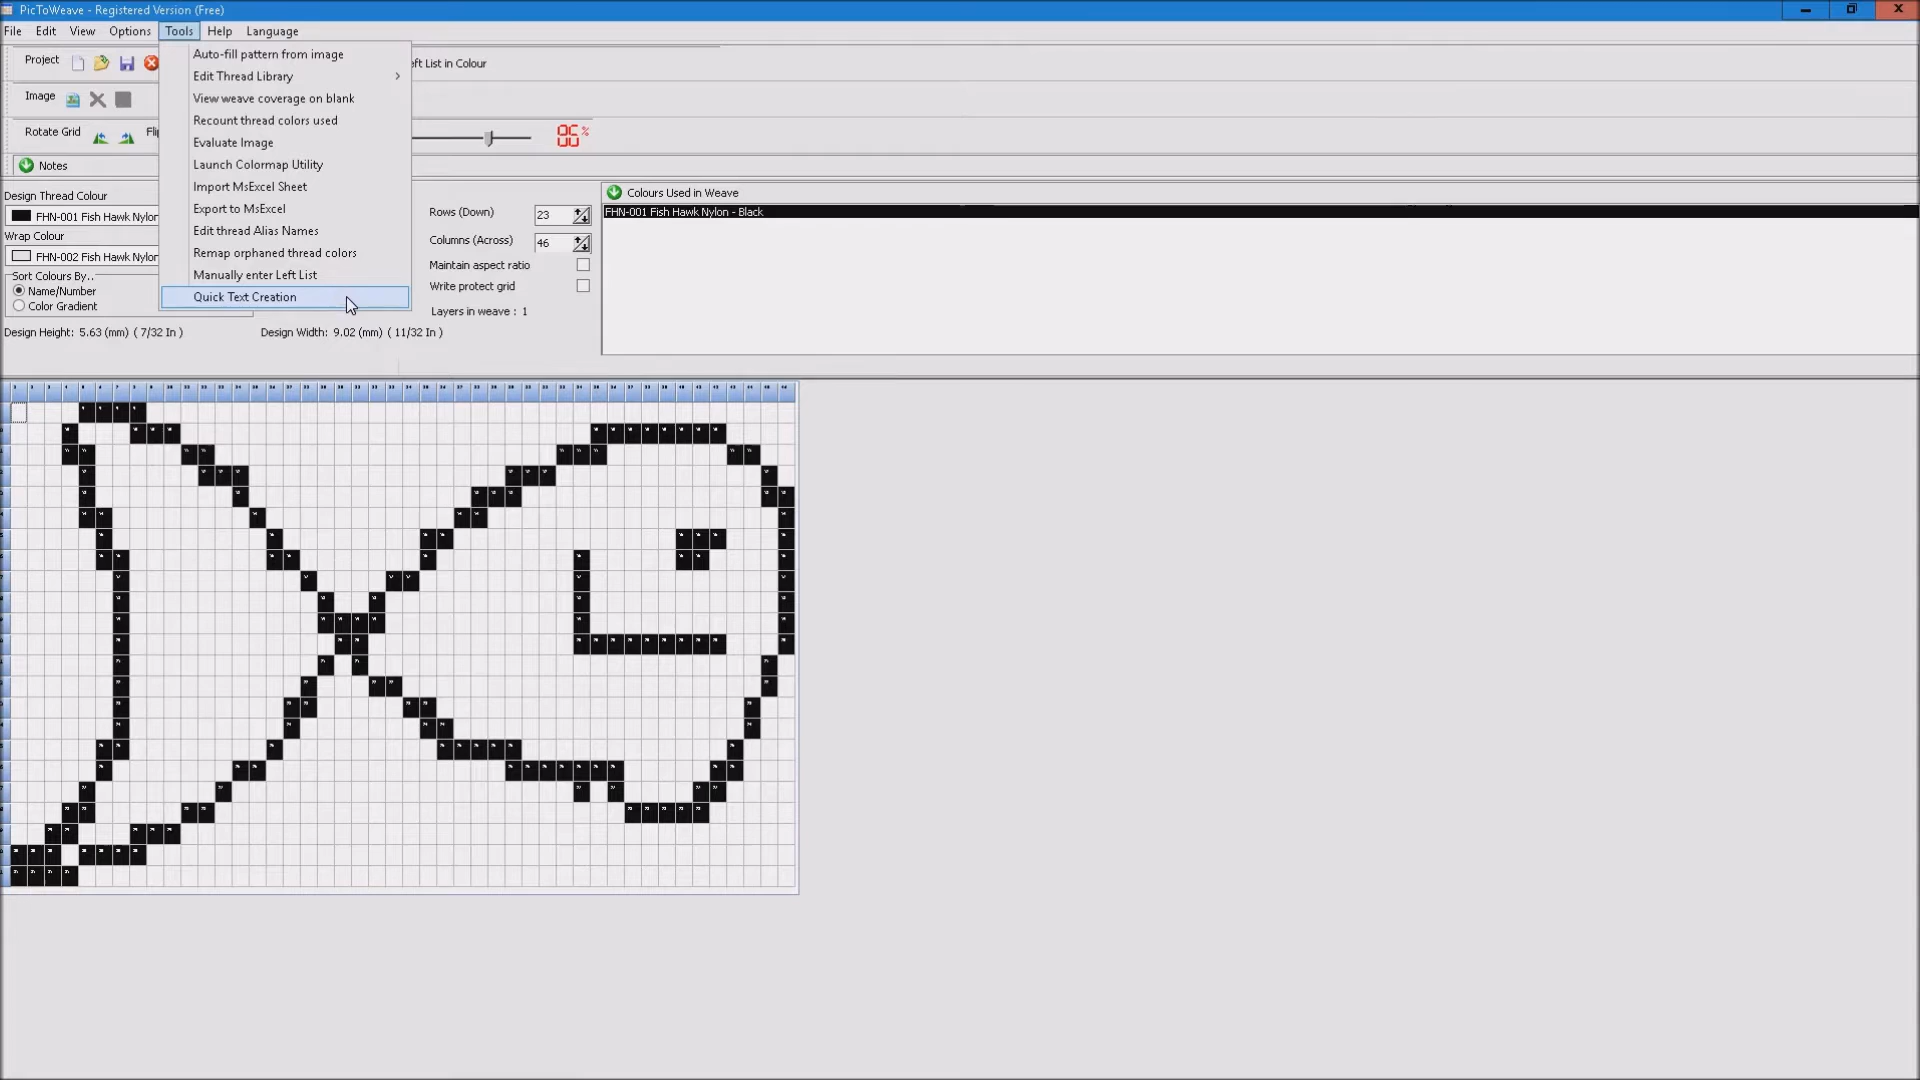 PicToWeave - Registered Version (Free)
File Edit View Options Tools Help Language
Project
Image
Rotate Grid
Notes
Design Thread Colour
FHN-001 Fish Hawk Nylon
Wrap Colour
FHN-002 Fish Hawk Nylon
Sort Colours By..
Name/Number
Color Gradient
Design Height: 5.63 (mm) ( 7/32 In )
Design Width: 9.02 (mm) ( 11/32 In )
Auto-fill pattern from image
Edit Thread Library
View weave coverage on blank
Recount thread colors used
Evaluate Image
Launch Colormap Utility
Import MsExcel Sheet
Export to MsExcel
Edit thread Alias Names
Remap orphaned thread colors
Manually enter Left List
Quick Text Creation
List in Colour
Rows (Down) 23
Columns (Across) 46
Maintain aspect ratio
Write protect grid
Layers in weave : 1
Colours Used in Weave
FHN-001 Fish Hawk Nylon - Black